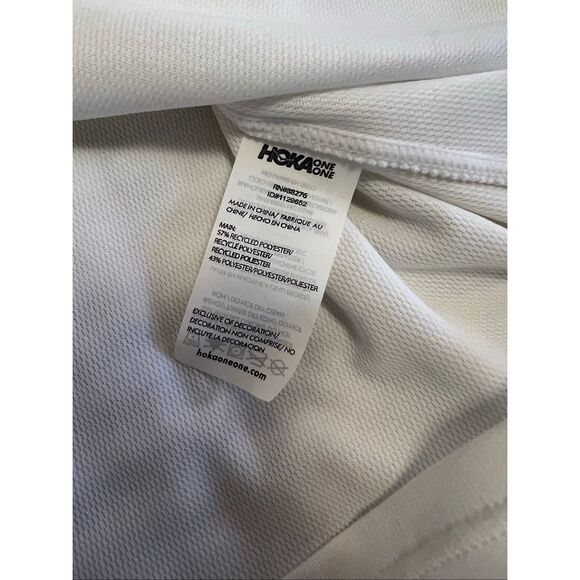 HOKA ONE ONE
RN#88276
ID#1129652
MADE IN CHINA/ FABRIQUE AU
CHINE/ HECHO EN CHINA
MAIN:
57% RECYCLED POLYESTER/
RECYCLE POLYESTER/
RECYCLED POLIESTER
43% POLYESTER/POLYESTER/POLIESTER
EXCLUSIVE OF DECORATION/
DECORATION NON COMPRISE/ NO
INCLUYE LA DECORACION
hokaoneone.com